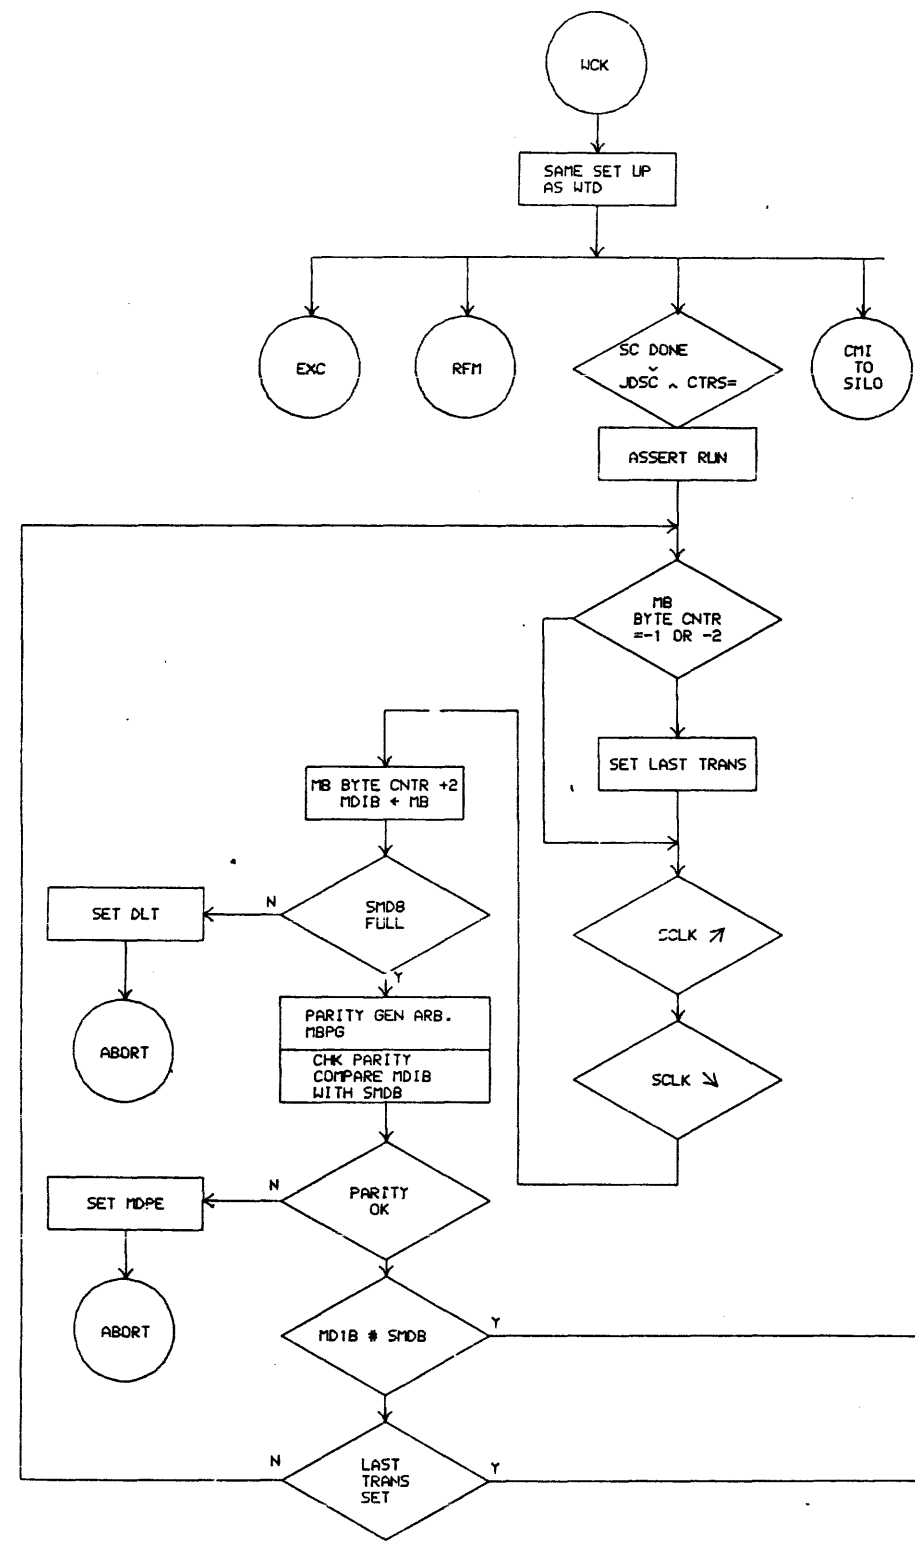 WCK
SAME SET UP
AS WTD
EXC
RFM
SC DONE
∨
JDSC ∧ CTRS=
CMI
TO
SILO
ASSERT RUN
MB
BYTE CNTR
=-1 OR -2
SET LAST TRANS
MB BYTE CNTR +2
MDIB ← MB
SCLK ↗
SCLK ↘
SMDB
FULL
N
Y
SET DLT
ABORT
PARITY GEN ARB.
MBPG
CHK PARITY
COMPARE MDIB
WITH SMDB
PARITY
OK
N
SET MDPE
ABORT
MD1B # SMDB
Y
LAST
TRANS
SET
N
Y